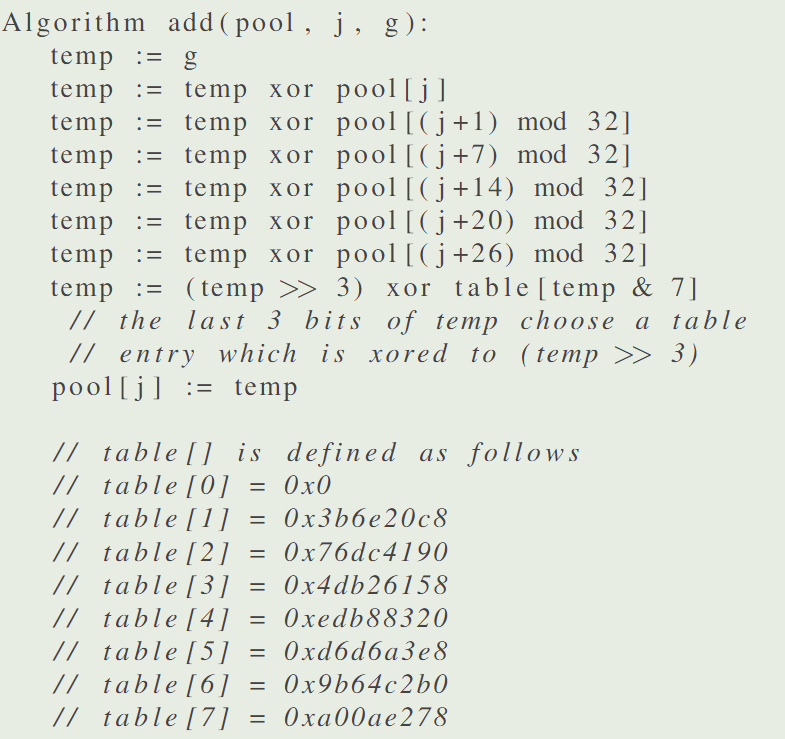 Algorithm add(pool, j, g):
temp := g
temp := temp xor pool[j]
temp := temp xor pool[(j+1) mod 32]
temp := temp xor pool[(j+7) mod 32]
temp := temp xor pool[(j+14) mod 32]
temp := temp xor pool[(j+20) mod 32]
temp := temp xor pool[(j+26) mod 32]
temp := (temp >> 3) xor table[temp & 7]
// the last 3 bits of temp choose a table
// entry which is xored to (temp >> 3)
pool[j] := temp
// table[] is defined as follows
// table[0] = 0x0
// table[1] = 0x3b6e20c8
// table[2] = 0x76dc4190
// table[3] = 0x4db26158
// table[4] = 0xedb88320
// table[5] = 0xd6d6a3e8
// table[6] = 0x9b64c2b0
// table[7] = 0xa00ae278